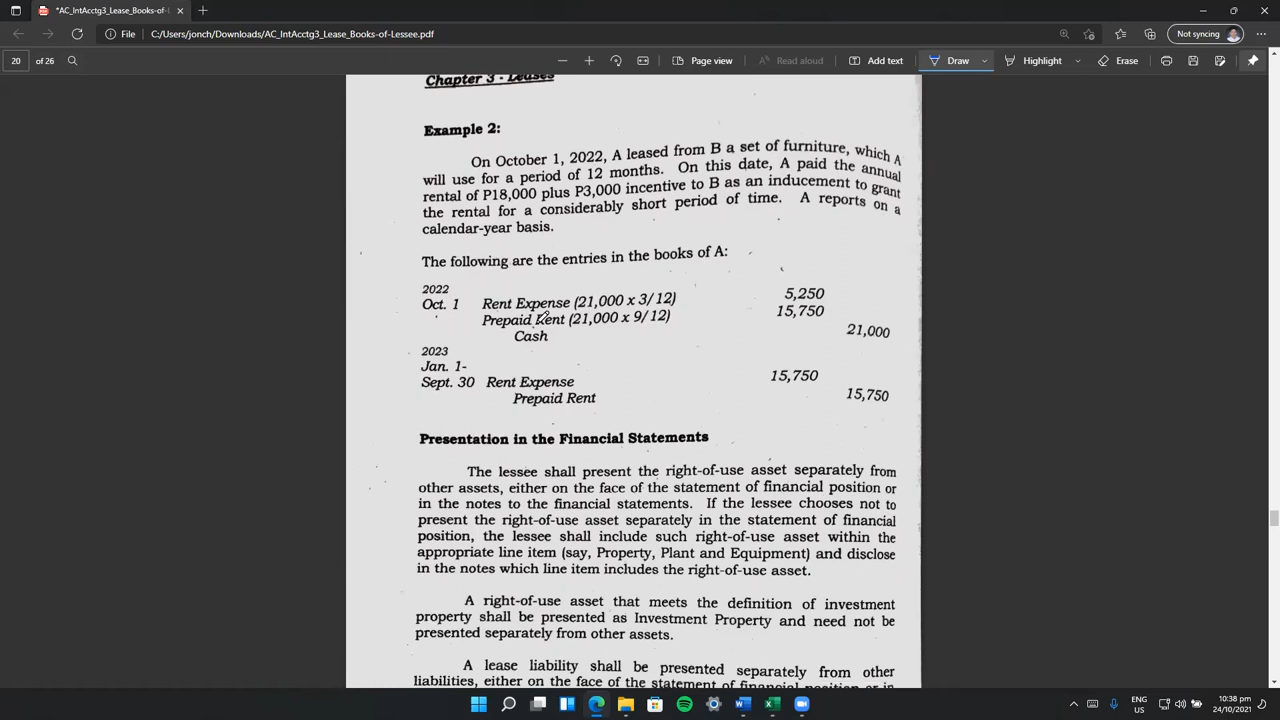 *AC_IntAcctg3_Lease_Books-of-L
File
C:/Users/jonch/Downloads/AC_IntAcctg3_Lease_Books-of-Lessee.pdf
Not syncing
20 of 26
Page view
Read aloud
Add text
Draw
Highlight
Erase
Chapter 3 - Leases
Example 2:
On October 1, 2022, A leased from B a set of furniture, which A
will use for a period of 12 months. On this date, A paid the annual
rental of P18,000 plus P3,000 incentive to B as an inducement to grant
the rental for a considerably short period of time. A reports on a
calendar-year basis.
The following are the entries in the books of A:
2022
Oct. 1 Rent Expense (21,000 x 3/12) 5,250
Prepaid Rent (21,000 x 9/12) 15,750
Cash 21,000
2023
Jan. 1-
Sept. 30 Rent Expense 15,750
Prepaid Rent 15,750
Presentation in the Financial Statements
The lessee shall present the right-of-use asset separately from
other assets, either on the face of the statement of financial position or
in the notes to the financial statements. If the lessee chooses not to
present the right-of-use asset separately in the statement of financial
position, the lessee shall include such right-of-use asset within the
appropriate line item (say, Property, Plant and Equipment) and disclose
in the notes which line item includes the right-of-use asset.
A right-of-use asset that meets the definition of investment
property shall be presented as Investment Property and need not be
presented separately from other assets.
A lease liability shall be presented separately from other
liabilities, either on the face of the statement of financial position or in
ENG
US
10:38 pm
24/10/2021